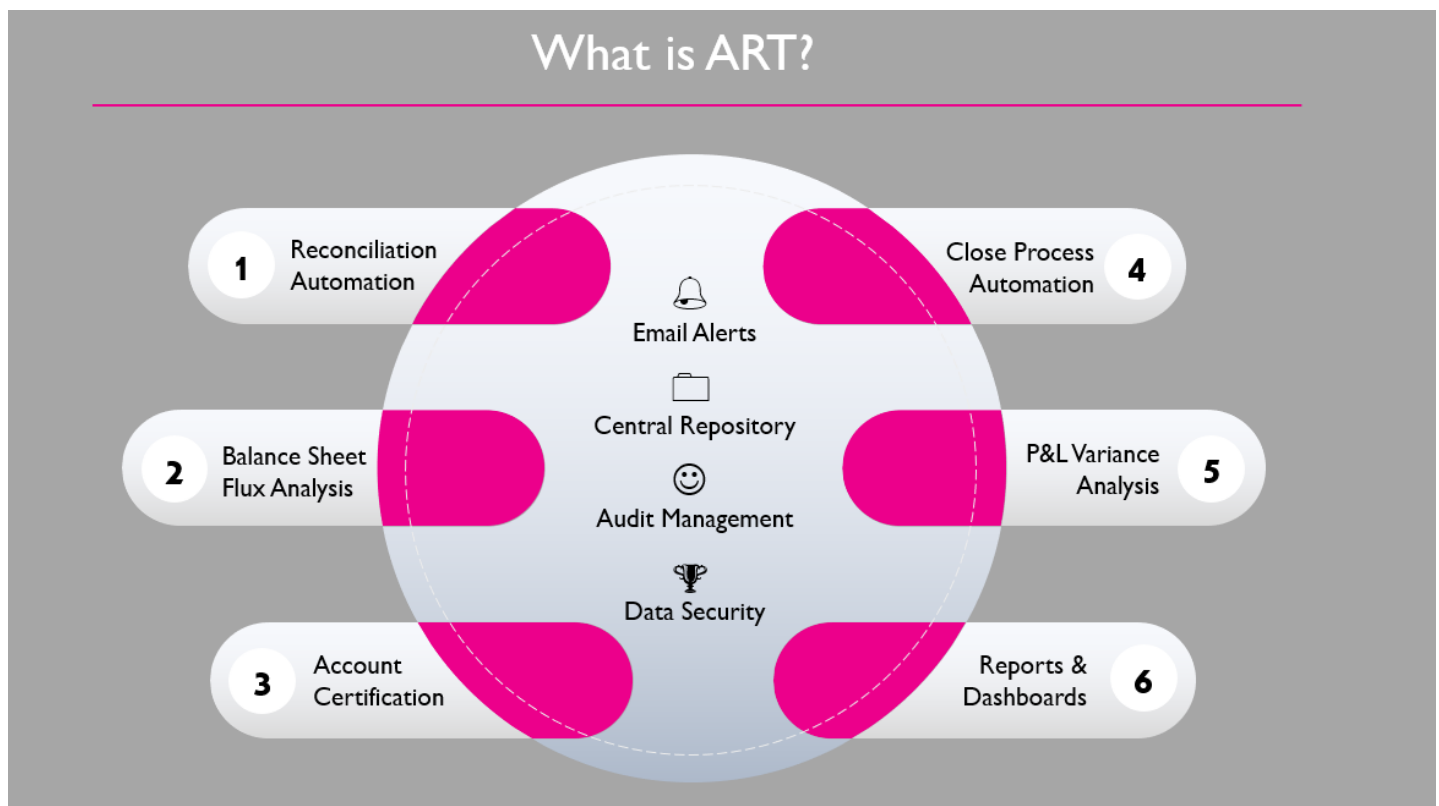 What is ART?
1
Reconciliation
Automation
2
Balance Sheet
Flux Analysis
3
Account
Certification
Email Alerts
Central Repository
Audit Management
Data Security
Close Process
Automation
4
P&L Variance
Analysis
5
Reports &
Dashboards
6